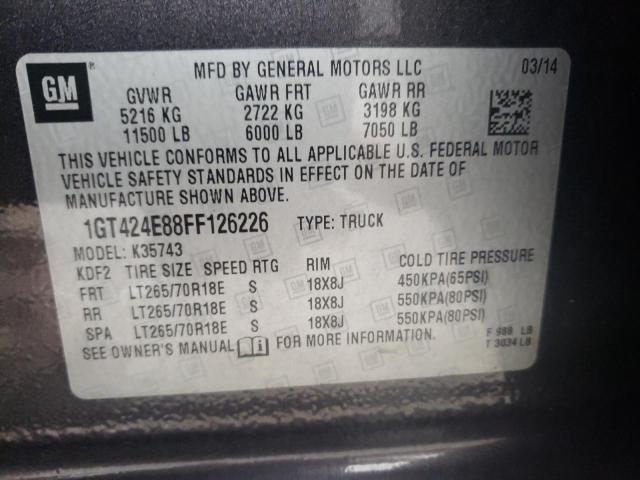 GM ® MFD BY GENERAL MOTORS LLC 03/14
GVWR GAWR FRT GAWR RR
5216 KG 2722 KG 3198 KG
11500 LB 6000 LB 7050 LB
THIS VEHICLE CONFORMS TO ALL APPLICABLE U.S. FEDERAL MOTOR
VEHICLE SAFETY STANDARDS IN EFFECT ON THE DATE OF
MANUFACTURE SHOWN ABOVE.
1GT424E88FF126226 TYPE: TRUCK
MODEL: K35743
KDF2 TIRE SIZE SPEED RTG RIM COLD TIRE PRESSURE
FRT LT265/70R18E S 18X8J 450KPA(65PSI)
RR LT265/70R18E S 18X8J 550KPA(80PSI)
SPA LT265/70R18E S 18X8J 550KPA(80PSI)
SEE OWNER'S MANUAL i FOR MORE INFORMATION. F 988 LB
T 3034 LB